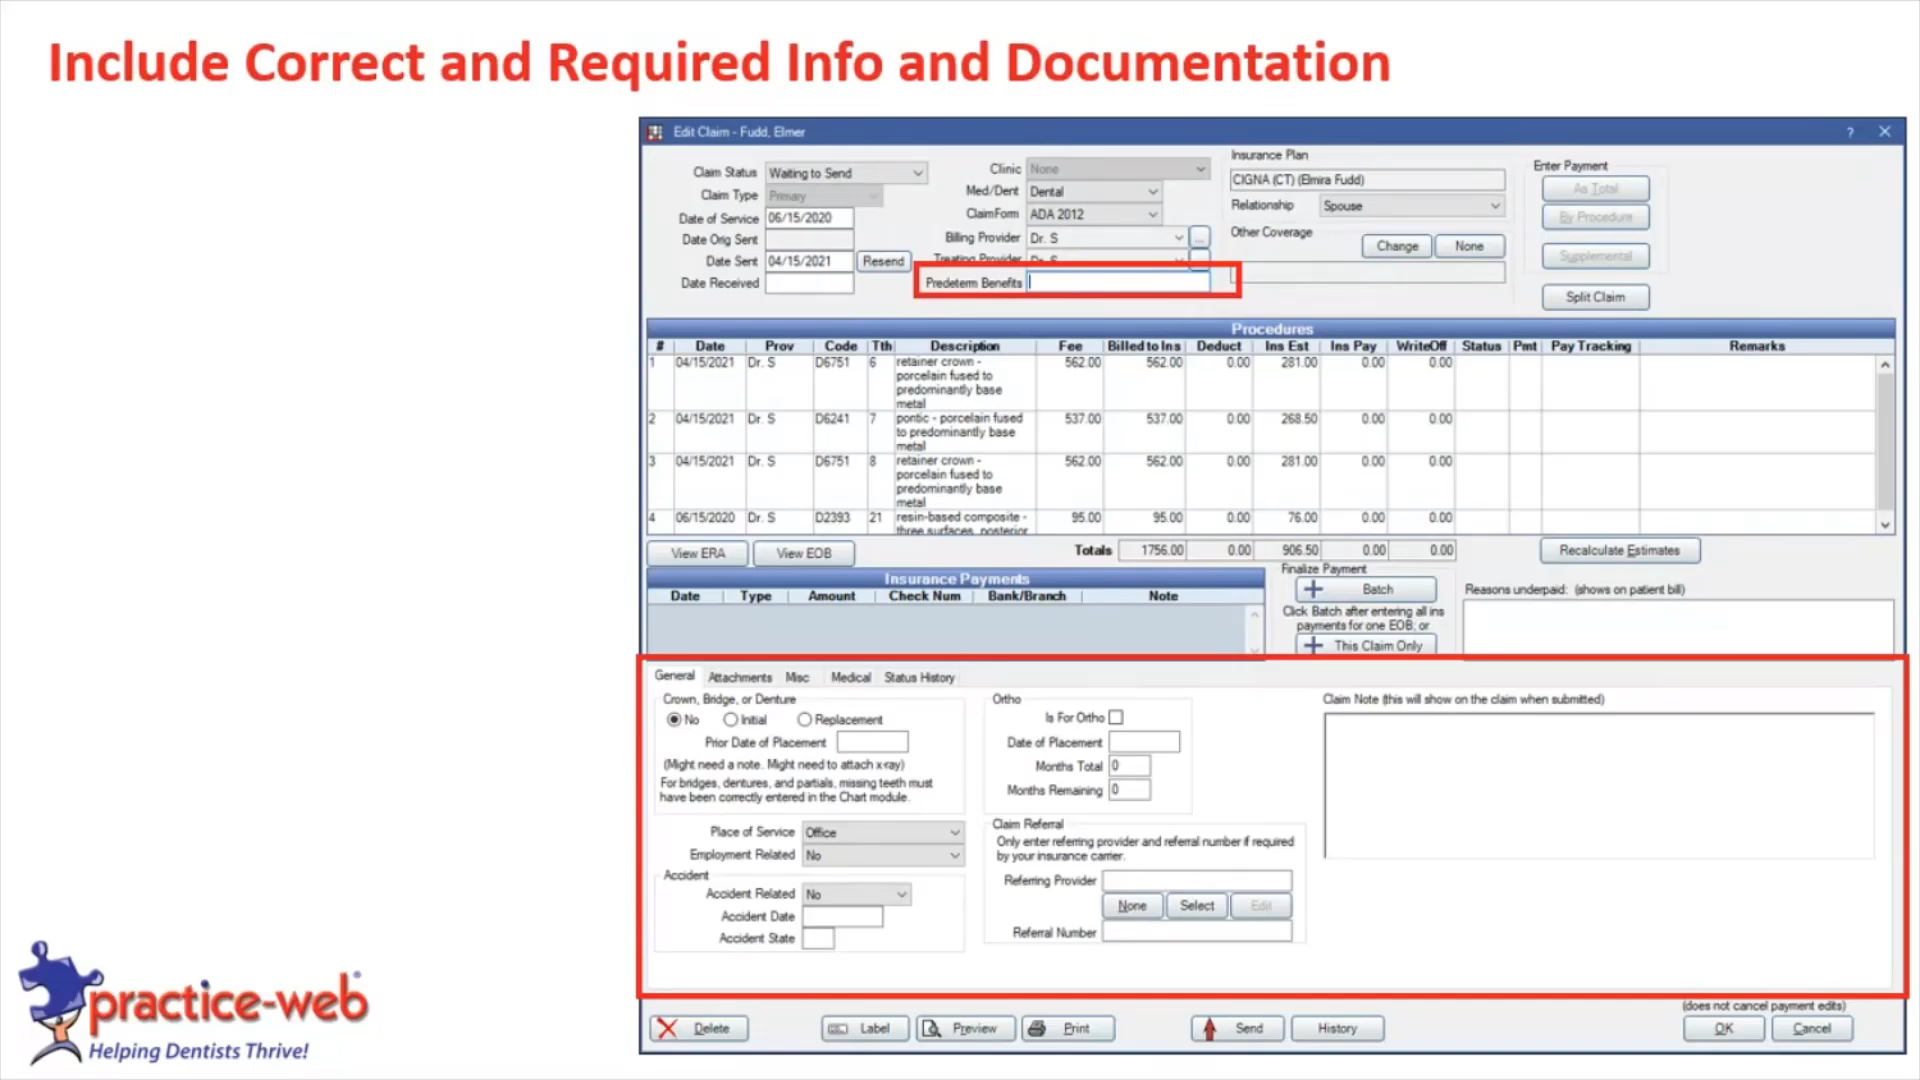 Include Correct and Required Info and Documentation
Edit Claim - Fudd, Elmer
? ✕
Claim Status Waiting to Send
Claim Type Primary
Date of Service 06/15/2020
Date Orig Sent
Date Sent 04/15/2021 Resend
Date Received
Clinic None
Med/Dent Dental
ClaimForm ADA 2012
Billing Provider Dr. S ...
Treating Provider Dr. S
Predeterm Benefits
Insurance Plan
CIGNA (CT) (Elmira Fudd)
Relationship Spouse
Other Coverage
Change None
Enter Payment
As Total
By Procedure
Supplemental
Split Claim
Procedures
# Date Prov Code Tth Description Fee Billed to Ins Deduct Ins Est Ins Pay WriteOff Status Pmt Pay Tracking Remarks
1 04/15/2021 Dr. S D6751 6 retainer crown - 562.00 562.00 0.00 281.00 0.00 0.00
porcelain fused to
predominantly base
metal
2 04/15/2021 Dr. S D6241 7 pontic - porcelain fused 537.00 537.00 0.00 268.50 0.00 0.00
to predominantly base
metal
3 04/15/2021 Dr. S D6751 8 retainer crown - 562.00 562.00 0.00 281.00 0.00 0.00
porcelain fused to
predominantly base
metal
4 06/15/2020 Dr. S D2393 21 resin-based composite - 95.00 95.00 0.00 76.00 0.00 0.00
three surfaces, posterior
View ERA View EOB Totals 1756.00 0.00 906.50 0.00 0.00 Recalculate Estimates
Insurance Payments
Date Type Amount Check Num Bank/Branch Note
Finalize Payment
Batch
Click Batch after entering all ins
payments for one EOB; or
This Claim Only
Reasons underpaid: (shows on patient bill)
General Attachments Misc Medical Status History
Crown, Bridge, or Denture
No Initial Replacement
Prior Date of Placement
(Might need a note. Might need to attach x-ray)
For bridges, dentures, and partials, missing teeth must
have been correctly entered in the Chart module.
Place of Service Office
Employment Related No
Accident
Accident Related No
Accident Date
Accident State
Ortho
Is For Ortho
Date of Placement
Months Total 0
Months Remaining 0
Claim Referral
Only enter referring provider and referral number if required
by your insurance carrier.
Referring Provider
None Select Edit
Referral Number
Claim Note (this will show on the claim when submitted)
(does not cancel payment edits)
Delete Label Preview Print Send History OK Cancel
practice-web®
Helping Dentists Thrive!